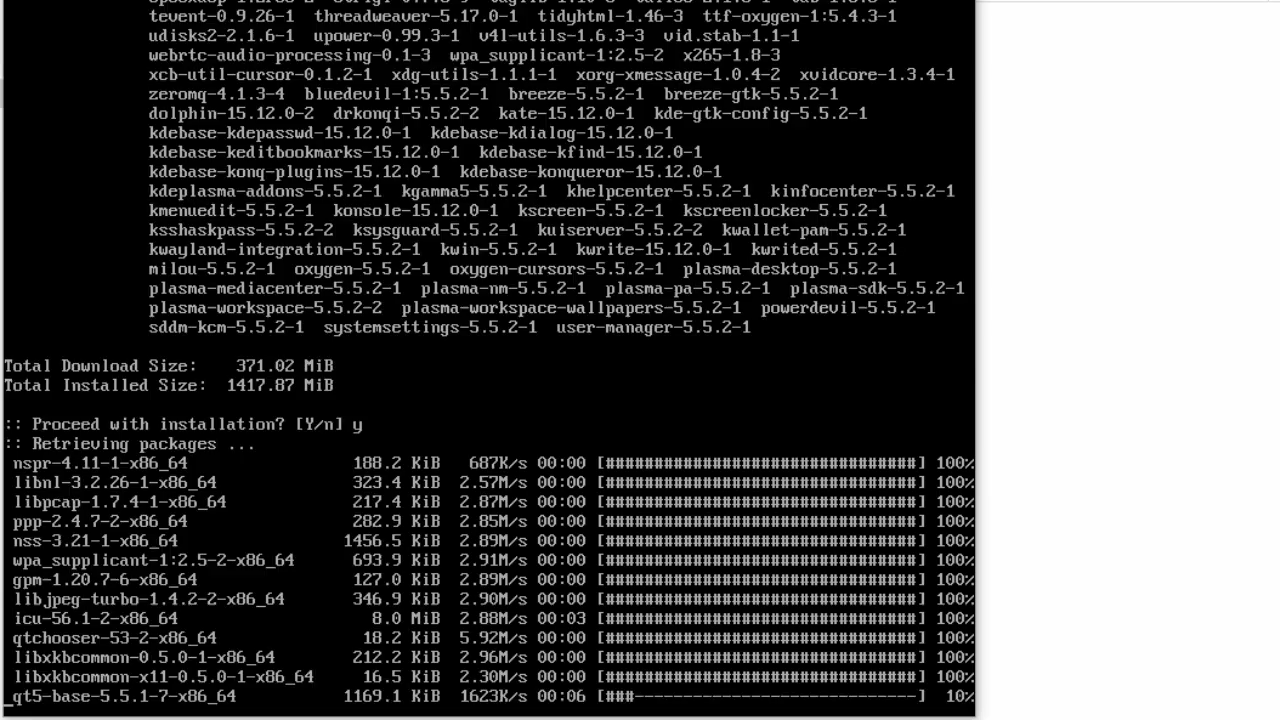 tevent-0.9.26-1  threadweaver-5.17.0-1  tidyhtml-1.46-3  ttf-oxygen-1:5.4.3-1
udisks2-2.1.6-1  upower-0.99.3-1  v4l-utils-1.6.3-3  vid.stab-1.1-1
webrtc-audio-processing-0.1-3  wpa_supplicant-1:2.5-2  x265-1.8-3
xcb-util-cursor-0.1.2-1  xdg-utils-1.1.1-1  xorg-xmessage-1.0.4-2  xvidcore-1.3.4-1
zeromq-4.1.3-4  bluedevil-1:5.5.2-1  breeze-5.5.2-1  breeze-gtk-5.5.2-1
dolphin-15.12.0-2  drkonqi-5.5.2-2  kate-15.12.0-1  kde-gtk-config-5.5.2-1
kdebase-kdepasswd-15.12.0-1  kdebase-kdialog-15.12.0-1
kdebase-keditbookmarks-15.12.0-1  kdebase-kfind-15.12.0-1
kdebase-konq-plugins-15.12.0-1  kdebase-konqueror-15.12.0-1
kdeplasma-addons-5.5.2-1  kgamma5-5.5.2-1  khelpcenter-5.5.2-1  kinfocenter-5.5.2-1
kmenuedit-5.5.2-1  konsole-15.12.0-1  kscreen-5.5.2-1  kscreenlocker-5.5.2-1
ksshaskpass-5.5.2-2  ksysguard-5.5.2-1  kuiserver-5.5.2-2  kwallet-pam-5.5.2-1
kwayland-integration-5.5.2-1  kwin-5.5.2-1  kwrite-15.12.0-1  kwrited-5.5.2-1
milou-5.5.2-1  oxygen-5.5.2-1  oxygen-cursors-5.5.2-1  plasma-desktop-5.5.2-1
plasma-mediacenter-5.5.2-1  plasma-nm-5.5.2-1  plasma-pa-5.5.2-1  plasma-sdk-5.5.2-1
plasma-workspace-5.5.2-2  plasma-workspace-wallpapers-5.5.2-1  powerdevil-5.5.2-1
sddm-kcm-5.5.2-1  systemsettings-5.5.2-1  user-manager-5.5.2-1
Total Download Size:    371.02 MiB
Total Installed Size:  1417.87 MiB
:: Proceed with installation? [Y/n] y
:: Retrieving packages ...
nspr-4.11-1-x86_64  188.2 KiB  687K/s 00:00 [################################] 100%
libnl-3.2.26-1-x86_64  323.4 KiB  2.57M/s 00:00 [################################] 100%
libpcap-1.7.4-1-x86_64  217.4 KiB  2.87M/s 00:00 [################################] 100%
ppp-2.4.7-2-x86_64  282.9 KiB  2.85M/s 00:00 [################################] 100%
nss-3.21-1-x86_64  1456.5 KiB  2.89M/s 00:00 [################################] 100%
wpa_supplicant-1:2.5-2-x86_64  693.9 KiB  2.91M/s 00:00 [################################] 100%
gpm-1.20.7-6-x86_64  127.0 KiB  2.89M/s 00:00 [################################] 100%
libjpeg-turbo-1.4.2-2-x86_64  346.9 KiB  2.90M/s 00:00 [################################] 100%
icu-56.1-2-x86_64  8.0 MiB  2.88M/s 00:03 [################################] 100%
qtchooser-53-2-x86_64  18.2 KiB  5.92M/s 00:00 [################################] 100%
libxkbcommon-0.5.0-1-x86_64  212.2 KiB  2.96M/s 00:00 [################################] 100%
libxkbcommon-x11-0.5.0-1-x86_64  16.5 KiB  2.30M/s 00:00 [################################] 100%
_qt5-base-5.5.1-7-x86_64  1169.1 KiB  1623K/s 00:06 [###-----------------------------] 10%